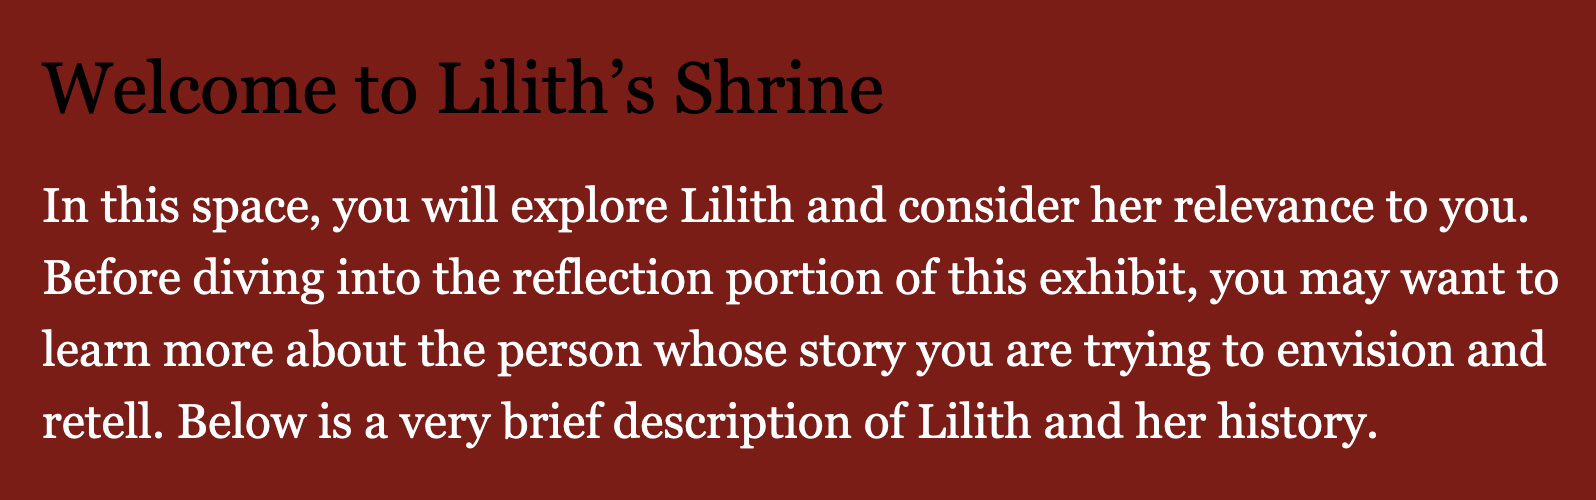 Welcome to Lilith’s Shrine
In this space, you will explore Lilith and consider her relevance to you.
Before diving into the reflection portion of this exhibit, you may want to
learn more about the person whose story you are trying to envision and
retell. Below is a very brief description of Lilith and her history.